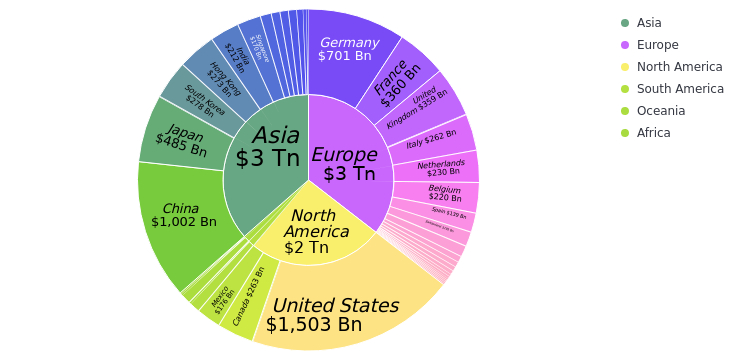 Germany
$701 Bn
France
$360 Bn
United
Kingdom $359 Bn
Italy $262 Bn
Netherlands
$230 Bn
Belgium
$220 Bn
Spain $139 Bn
Europe
$3 Tn
Asia
$3 Tn
North
America
$2 Tn
Singapore
$170 Bn
India
$212 Bn
Hong Kong
$273 Bn
South Korea
$278 Bn
Japan
$485 Bn
China
$1,002 Bn
Mexico
$176 Bn
Canada $263 Bn
United States
$1,503 Bn
Asia
Europe
North America
South America
Oceania
Africa